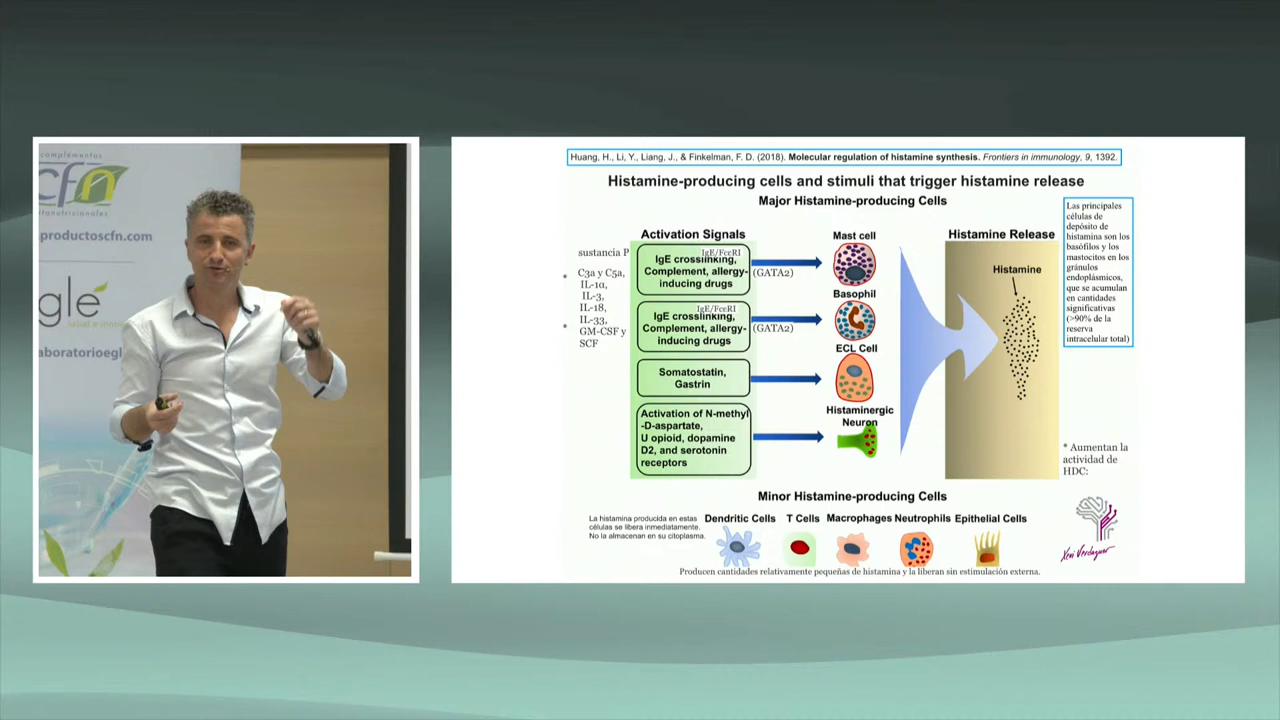 complementos
cfn
ortonutricionales
productoscfn.com
glé
salud e innov
aboratorioegl
Huang, H., Li, Y., Liang, J., & Finkelman, F. D. (2018). Molecular regulation of histamine synthesis. Frontiers in immunology, 9, 1392.
Histamine-producing cells and stimuli that trigger histamine release
Major Histamine-producing Cells
Activation Signals
sustancia P
* C3a y C5a,
IL-1α,
IL-3,
IL-18,
IL-33,
* GM-CSF y
SCF
IgE/FcεRI
IgE crosslinking,
Complement, allergy-
inducing drugs
(GATA2)
IgE/FcεRI
IgE crosslinking,
Complement, allergy-
inducing drugs
(GATA2)
Somatostatin,
Gastrin
Activation of N-methyl
-D-aspartate,
U opioid, dopamine
D2, and serotonin
receptors
Mast cell
Basophil
ECL Cell
Histaminergic
Neuron
Histamine Release
Histamine
Las principales
células de
depósito de
histamina son los
basófilos y los
mastocitos en los
gránulos
endoplásmicos,
que se acumulan
en cantidades
significativas
(>90% de la
reserva
intracelular total)
* Aumentan la
actividad de
HDC:
Minor Histamine-producing Cells
La histamina producida en estas
células se libera inmediatamente.
No la almacenan en su citoplasma.
Dendritic Cells
T Cells
Macrophages
Neutrophils
Epithelial Cells
Producen cantidades relativamente pequeñas de histamina y la liberan sin estimulación externa.
Xevi Verdaguer